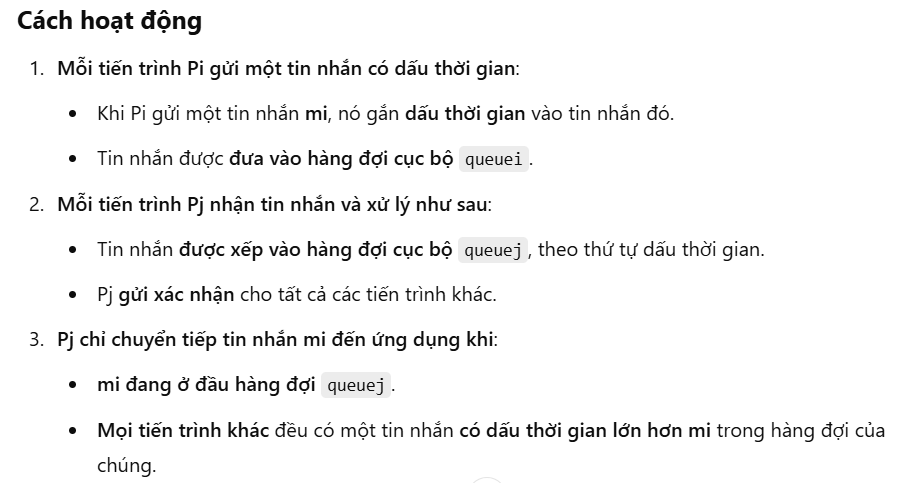 Cách hoạt động
1. Mỗi tiến trình Pi gửi một tin nhắn có dấu thời gian:
• Khi Pi gửi một tin nhắn mi, nó gắn dấu thời gian vào tin nhắn đó.
• Tin nhắn được đưa vào hàng đợi cục bộ queuei.
2. Mỗi tiến trình Pj nhận tin nhắn và xử lý như sau:
• Tin nhắn được xếp vào hàng đợi cục bộ queuej, theo thứ tự dấu thời gian.
• Pj gửi xác nhận cho tất cả các tiến trình khác.
3. Pj chỉ chuyển tiếp tin nhắn mi đến ứng dụng khi:
• mi đang ở đầu hàng đợi queuej.
• Mọi tiến trình khác đều có một tin nhắn có dấu thời gian lớn hơn mi trong hàng đợi của
chúng.